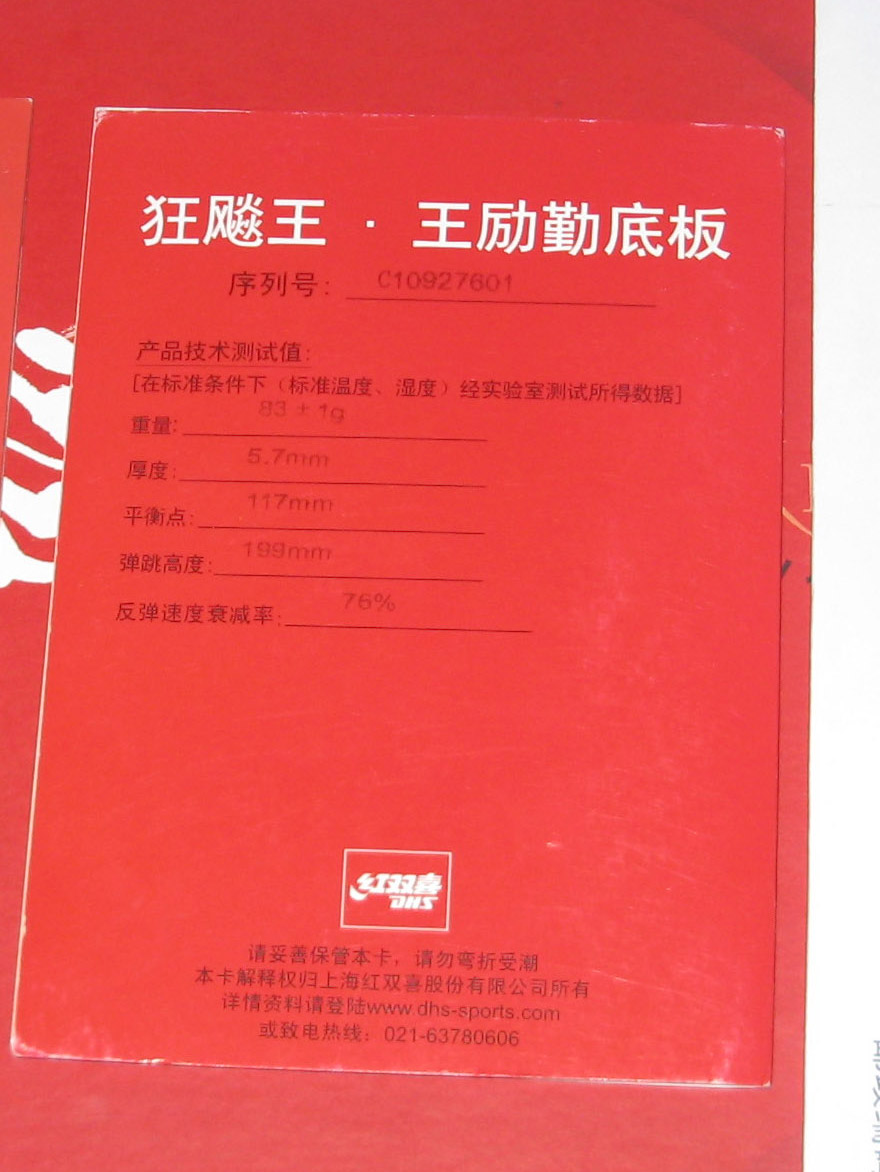 狂飚王 · 王励勤底板
序列号: C10927601
产品技术测试值:
[在标准条件下（标准温度、湿度）经实验室测试所得数据]
重量: 83 ± 1g
厚度: 5.7mm
平衡点: 117mm
弹跳高度: 199mm
反弹速度衰减率: 76%
红双喜
DHS
请妥善保管本卡，请勿弯折受潮
本卡解释权归上海红双喜股份有限公司所有
详情资料请登陆www.dhs-sports.com
或致电热线：021-63780606